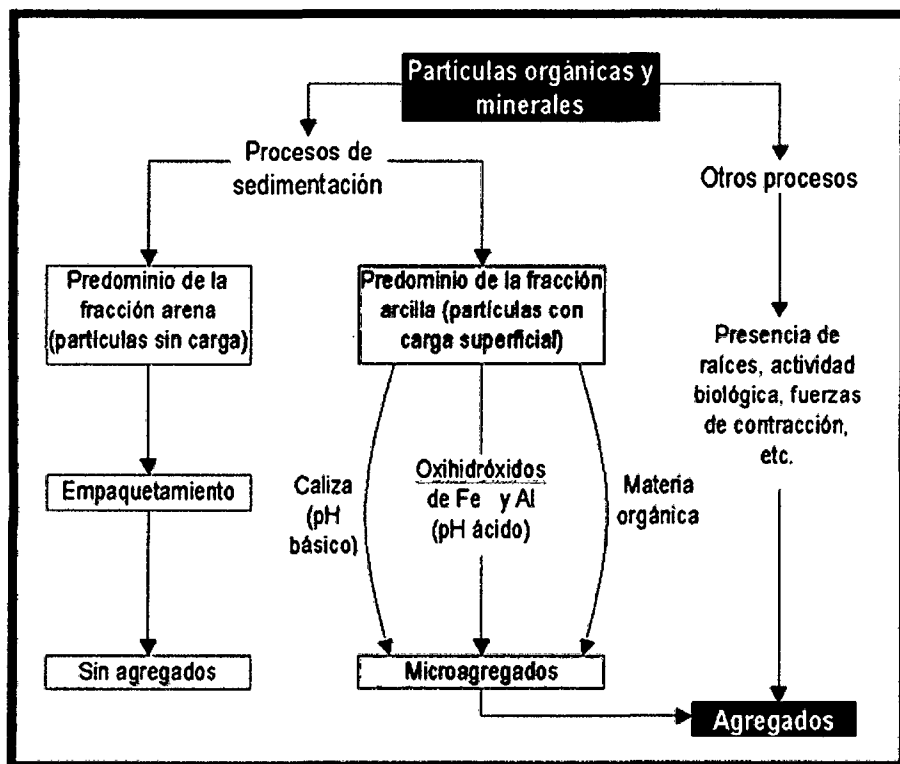 Partículas orgánicas y
minerales
Procesos de
sedimentación
Otros procesos
Predominio de la
fracción arena
(partículas sin carga)
Predominio de la fracción
arcilla (partículas con
carga superficial)
Presencia de
raíces, actividad
biológica, fuerzas
de contracción,
etc.
Empaquetamiento
Caliza
(pH
básico)
Oxihidróxidos
de Fe y Al
(pH ácido)
Materia
orgánica
Sin agregados
Microagregados
Agregados